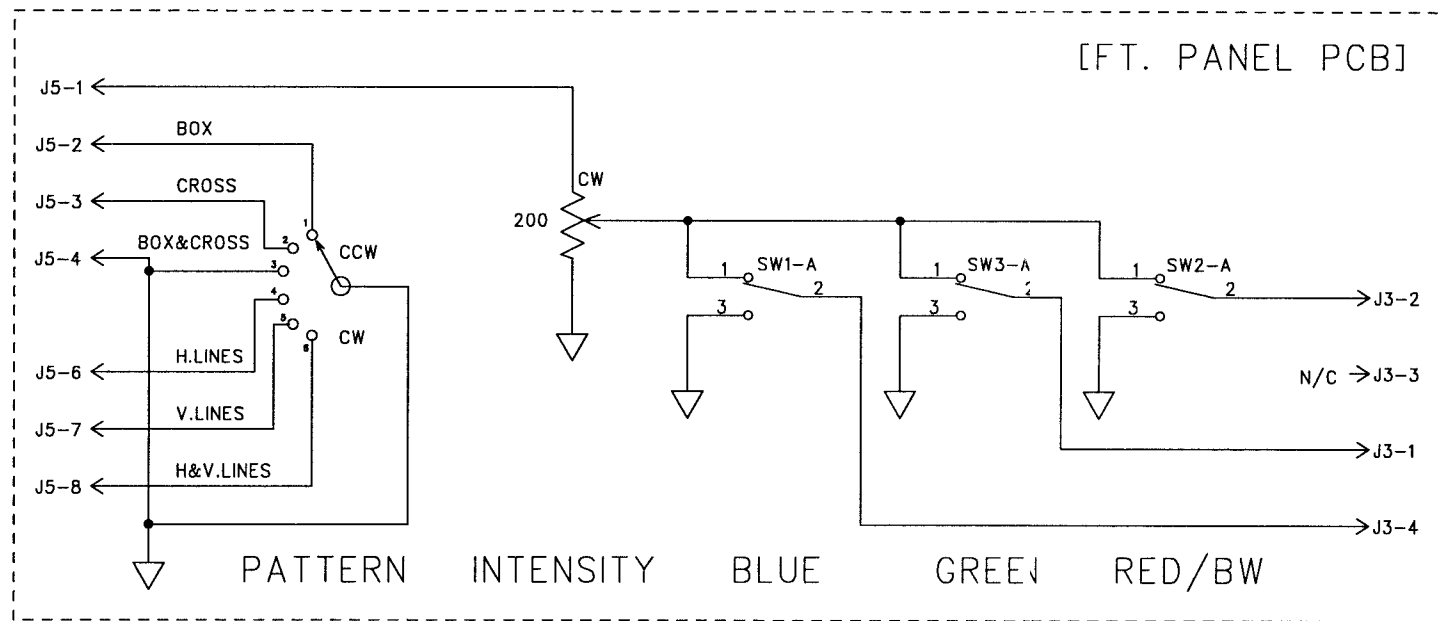 [FT. PANEL PCB]
J5-1
BOX
J5-2
CW
CROSS
J5-3
200
1
2
CCW
BOX&CROSS
J5-4
3
1
SW1-A
2
1
SW3-A
2
1
SW2-A
2
J3-2
4
3
3
3
5
CW
6
H.LINES
J5-6
N/C
J3-3
V.LINES
J5-7
J3-1
H&V.LINES
J5-8
J3-4
PATTERN INTENSITY BLUE GREEN RED/BW